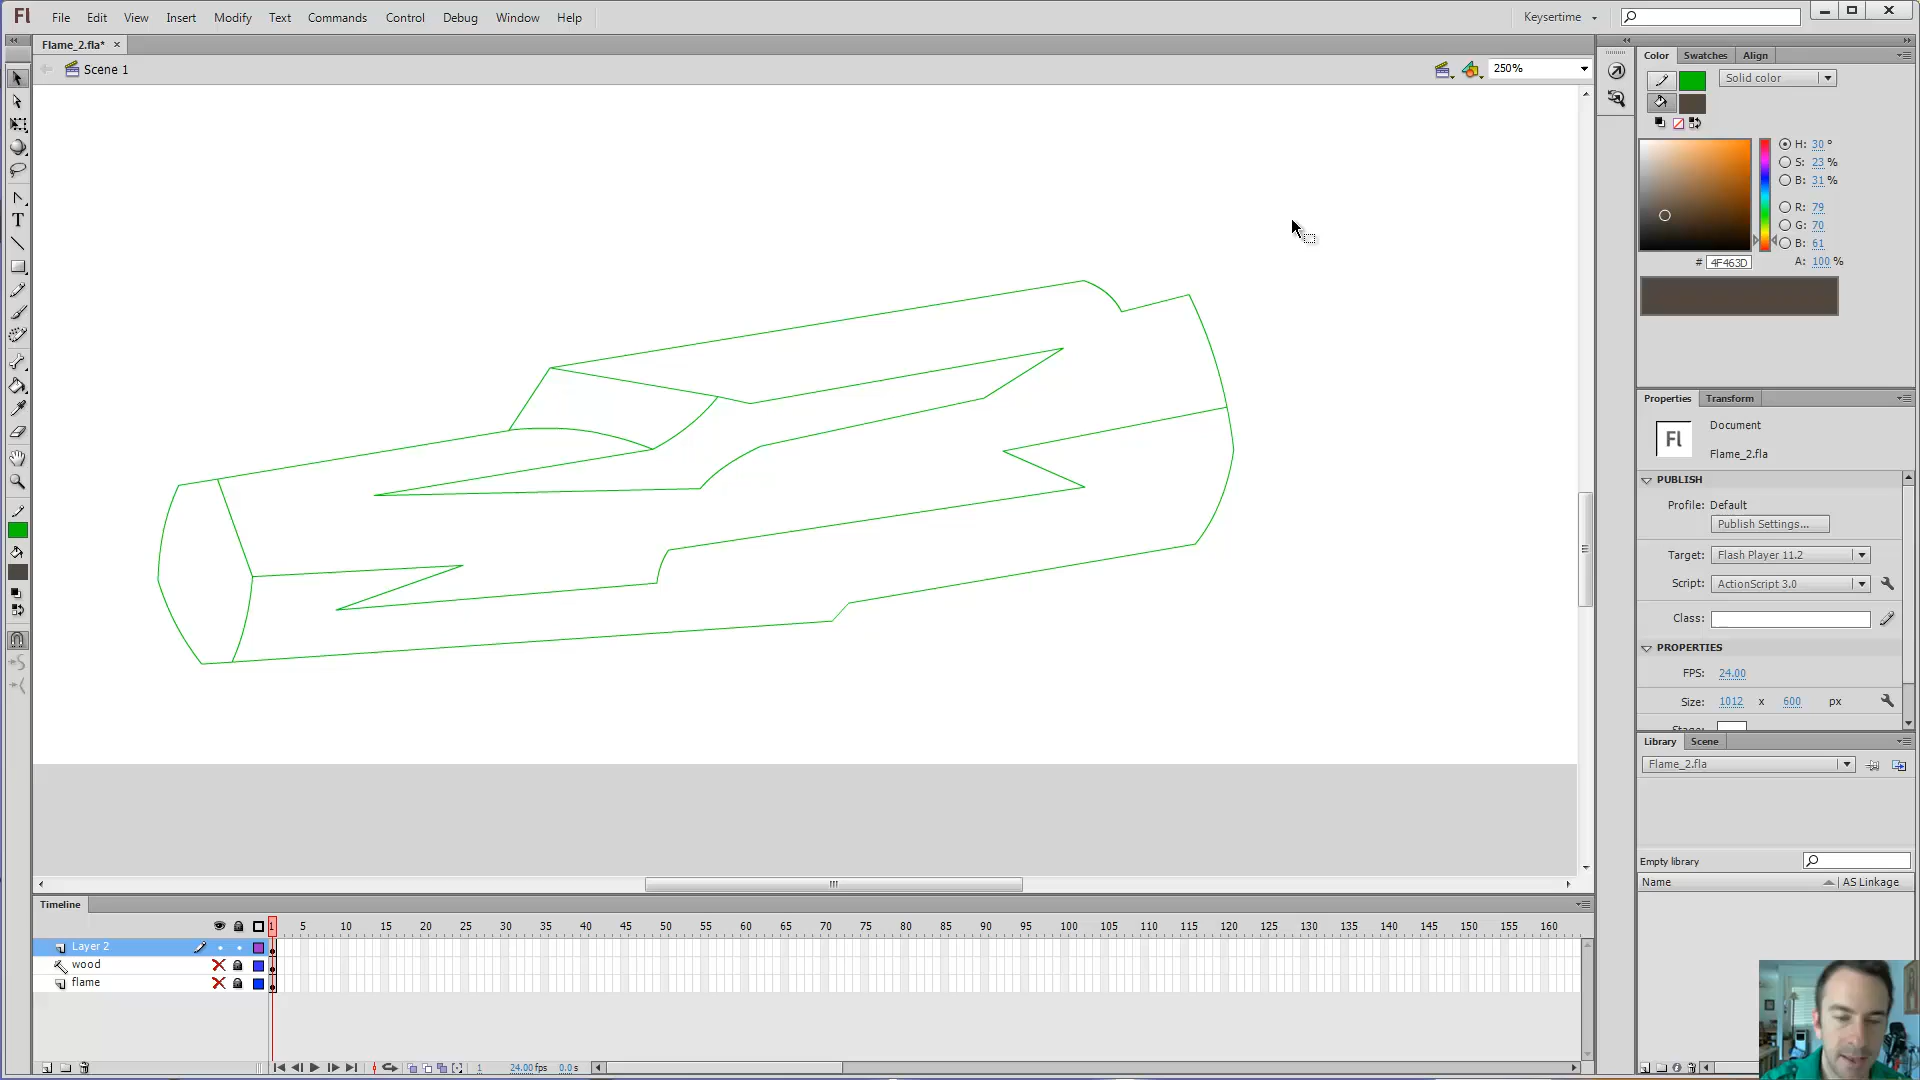 Fl File Edit View Insert Modify Text Commands Control Debug Window Help Keysertime
Flame_2.fla* ×
Scene 1 250%
Color Swatches Align
Solid color
H: 30 °
S: 23 %
B: 31 %
R: 79
G: 70
B: 61
# 4F463D A: 100 %
Properties Transform
Fl Document
Flame_2.fla
PUBLISH
Profile: Default
Publish Settings...
Target: Flash Player 11.2
Script: ActionScript 3.0
Class:
PROPERTIES
FPS: 24.00
Size: 1012 x 600 px
Library Scene
Flame_2.fla
Empty library
Name AS Linkage
T
Timeline
1 5 10 15 20 25 30 35 40 45 50 55 60 65 70 75 80 85 90 95 100 105 110 115 120 125 130 135 140 145 150 155 160
Layer 2
wood
flame
1 24.00 fps 0.0 s